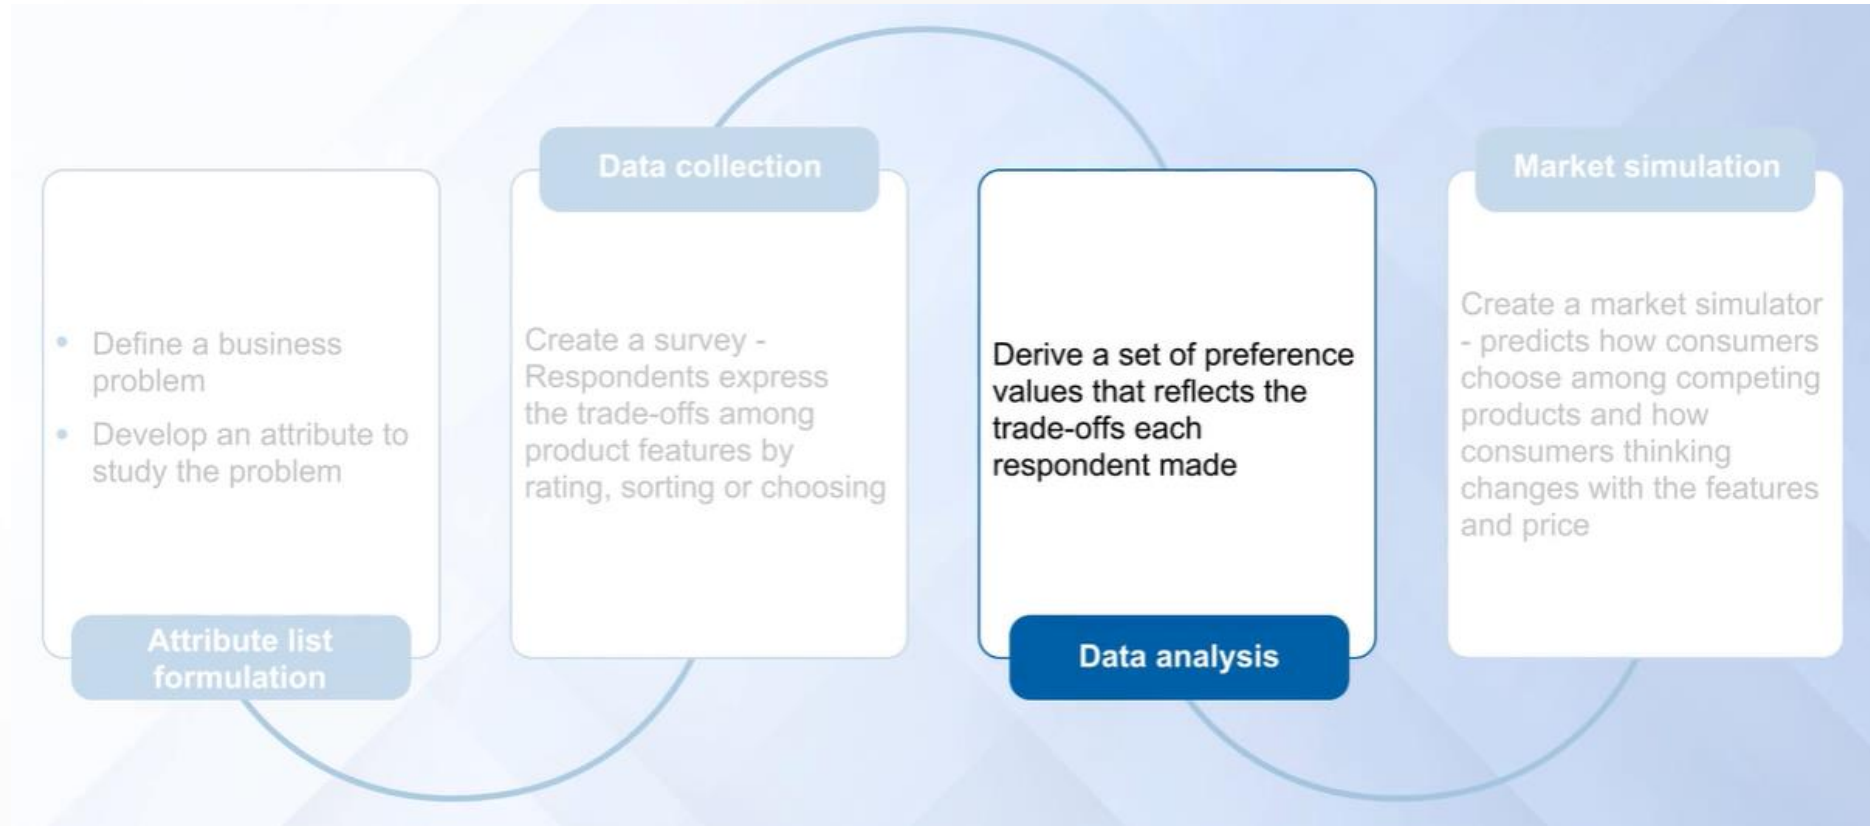 • Define a business
problem
• Develop an attribute to
study the problem
Attribute list
formulation
Data collection
Create a survey -
Respondents express
the trade-offs among
product features by
rating, sorting or choosing
Derive a set of preference
values that reflects the
trade-offs each
respondent made
Data analysis
Market simulation
Create a market simulator
- predicts how consumers
choose among competing
products and how
consumers thinking
changes with the features
and price